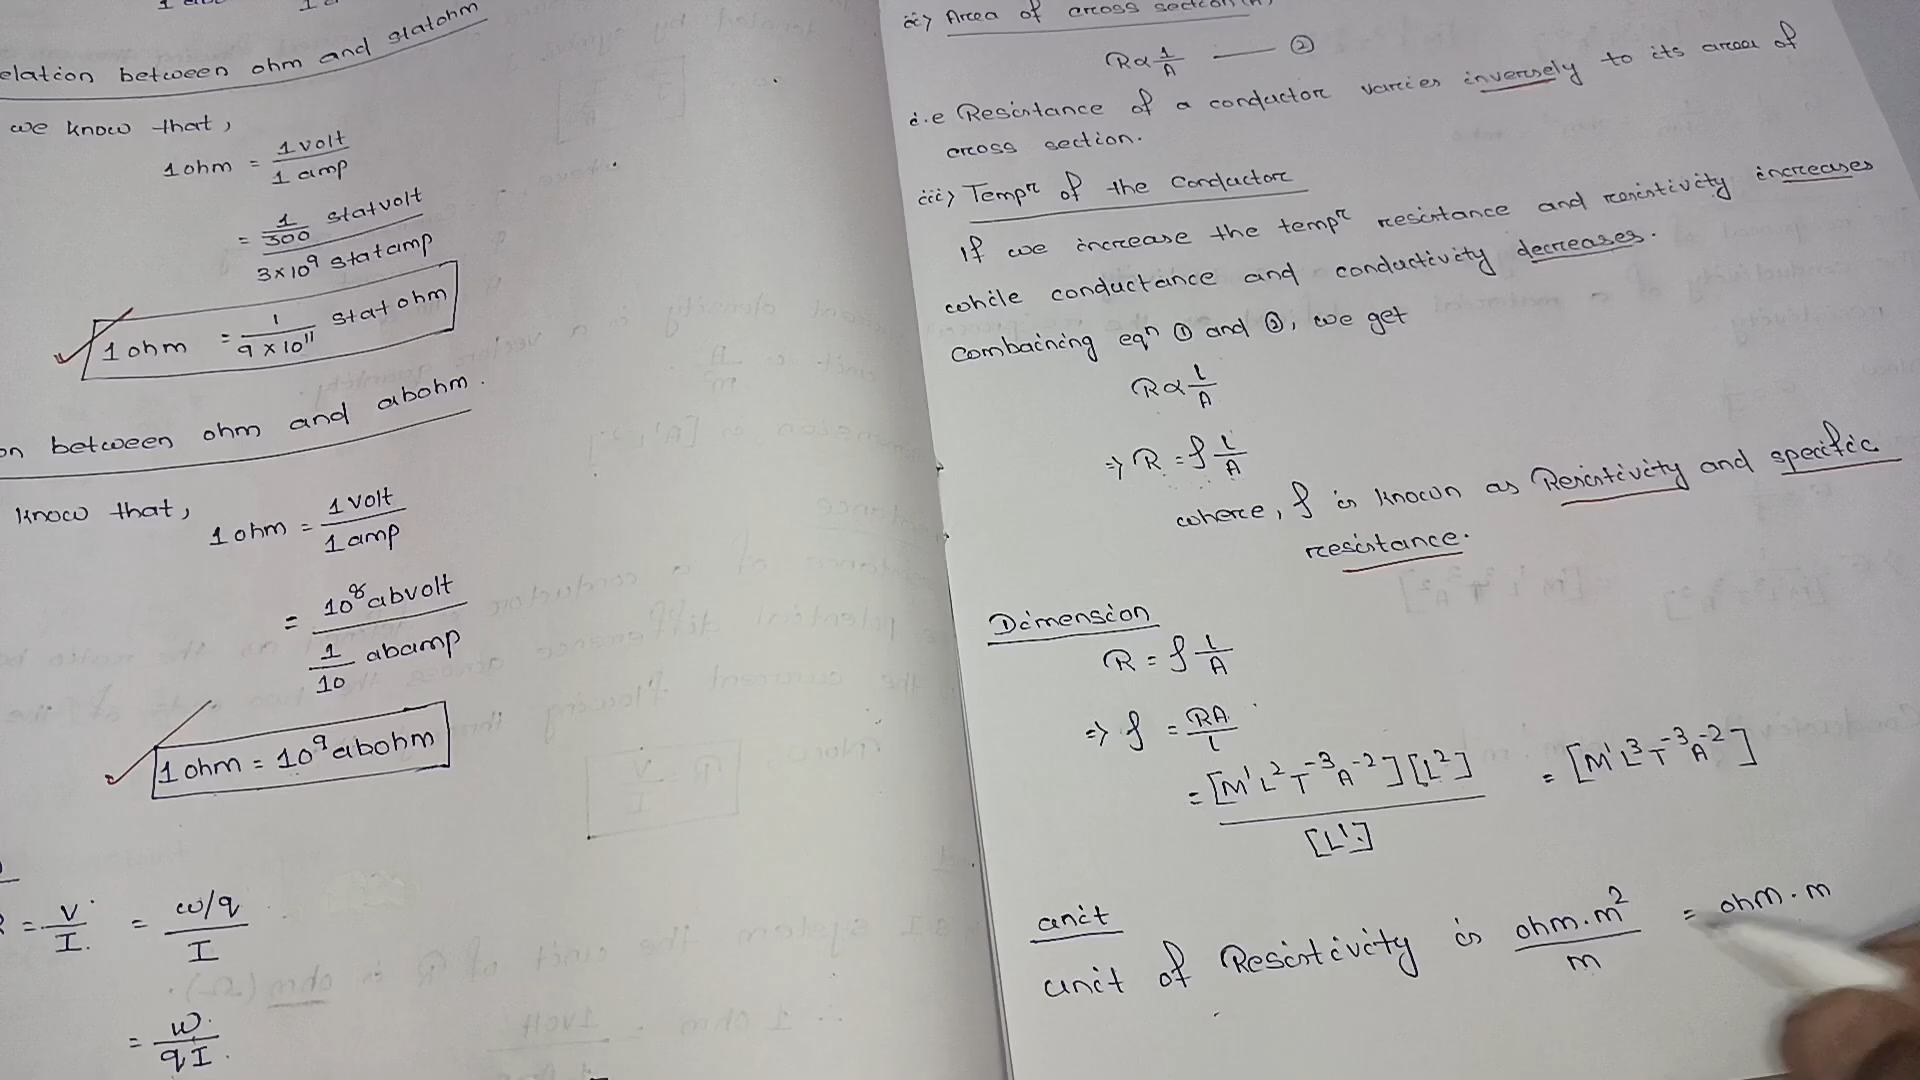 elation between ohm and statohm
we know that,
1 ohm = 1 volt / 1 amp
= 1/300 statvolt / 3×10⁹ statamp
1 ohm = 1 / 9×10¹¹ stat ohm
on between ohm and abohm.
know that,
1 ohm = 1 volt / 1 amp
= 10⁸ abvolt / 1/10 abamp
1 ohm = 10⁹ abohm
= V / I = w/q / I
= w / qI
ii) Area of cross section (A)
R ∝ 1/A —— ②
i.e Resistance of a conductor varies inversely to its area of
cross section.
iii) Tempʳ of the Conductor
If we increase the tempʳ resistance and resistivity increases
while conductance and conductivity decreases.
Combaining eqⁿ ① and ②, we get
R ∝ l/A
⇒ R = ρ l/A
where, ρ is known as Resistivity and specific
resistance.
Dimension
R = ρ l/A
⇒ ρ = RA / l
= [M¹L²T⁻³A⁻²][L²] / [L¹] = [M¹L³T⁻³A⁻²]
unit
unit of Resistivity is ohm.m² / m = ohm.m